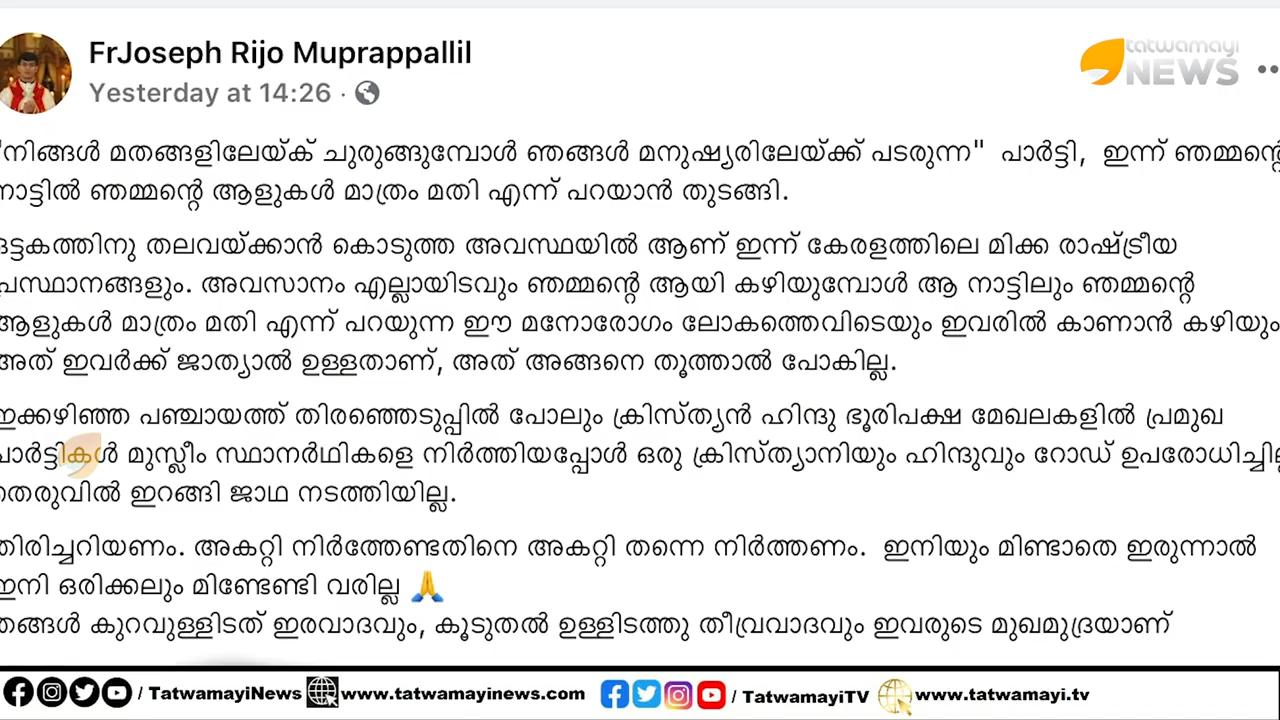 FrJoseph Rijo Muprappallil
Yesterday at 14:26 ·
tatwamayi
NEWS
"നിങ്ങൾ മതങ്ങളിലേയ്ക് ചുരുങ്ങുമ്പോൾ ഞങ്ങൾ മനുഷ്യരിലേയ്ക്ക് പടരുന്ന" പാർട്ടി, ഇന്ന് ഞമ്മന്റെ
നാട്ടിൽ ഞമ്മന്റെ ആളുകൾ മാത്രം മതി എന്ന് പറയാൻ തുടങ്ങി.
ഒട്ടകത്തിനു തലവയ്ക്കാൻ കൊടുത്ത അവസ്ഥയിൽ ആണ് ഇന്ന് കേരളത്തിലെ മിക്ക രാഷ്ട്രീയ
പ്രസ്ഥാനങ്ങളും. അവസാനം എല്ലായിടവും ഞമ്മന്റെ ആയി കഴിയുമ്പോൾ ആ നാട്ടിലും ഞമ്മന്റെ
ആളുകൾ മാത്രം മതി എന്ന് പറയുന്ന ഈ മനോരോഗം ലോകത്തെവിടെയും ഇവരിൽ കാണാൻ കഴിയും
അത് ഇവർക്ക് ജാത്യാൽ ഉള്ളതാണ്, അത് അങ്ങനെ തൂത്താൽ പോകില്ല.
ഇക്കഴിഞ്ഞ പഞ്ചായത്ത് തിരഞ്ഞെടുപ്പിൽ പോലും ക്രിസ്ത്യൻ ഹിന്ദു ഭൂരിപക്ഷ മേഖലകളിൽ പ്രമുഖ
പാർട്ടികൾ മുസ്ലീം സ്ഥാനർഥികളെ നിർത്തിയപ്പോൾ ഒരു ക്രിസ്ത്യാനിയും ഹിന്ദുവും റോഡ്
തെരുവിൽ ഇറങ്ങി ജാഥ നടത്തിയില്ല.
തിരിച്ചറിയണം. അകറ്റി നിർത്തേണ്ടതിനെ അകറ്റി തന്നെ നിർത്തണം. ഇനിയും മിണ്ടാതെ ഇരുന്നാൽ
ഇനി ഒരിക്കലും മിണ്ടേണ്ടി വരില്ല 🙏
തങ്ങൾ കുറവുള്ളിടത് ഇരവാദവും, കൂടുതൽ ഉള്ളിടത്തു തീവ്രവാദവും ഇവരുടെ മുഖമുദ്രയാണ്
/ TatwamayiNews www.tatwamayinews.com / TatwamayiTV www.tatwamayi.tv